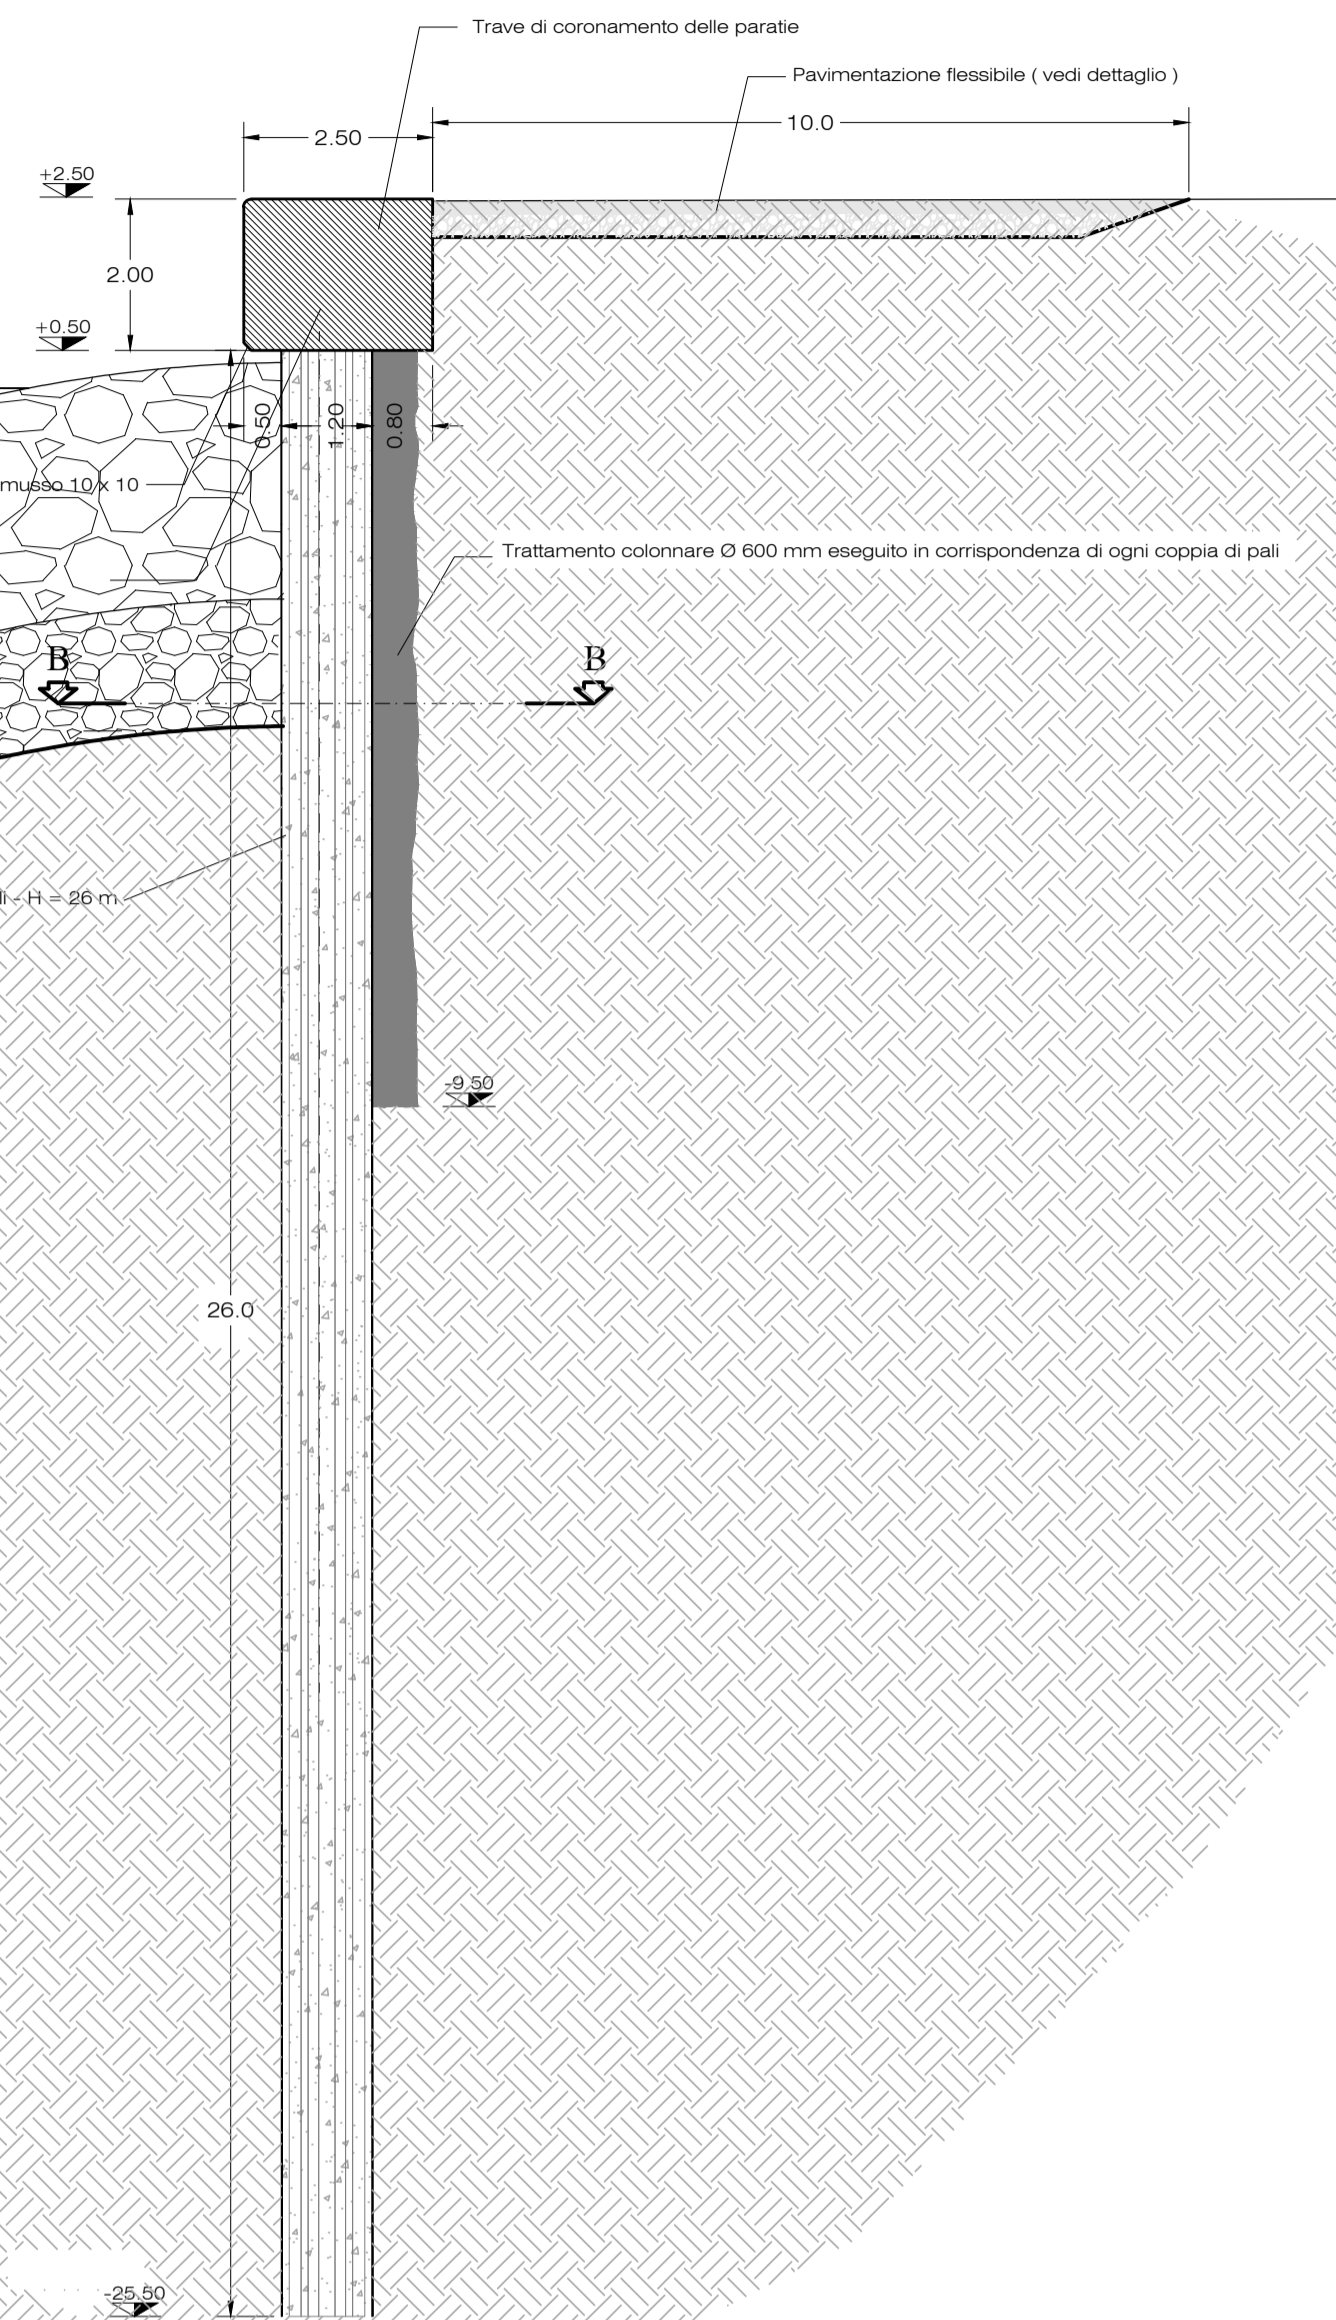 Trave di coronamento delle paratie
Pavimentazione flessibile ( vedi dettaglio )
10.0
2.50
+2.50
2.00
+0.50
0.50
1.20
0.80
musso 10 x 10
Trattamento colonnare Ø 600 mm eseguito in corrispondenza di ogni coppia di pali
B
B
li - H = 26 m
-9.50
26.0
-25.50